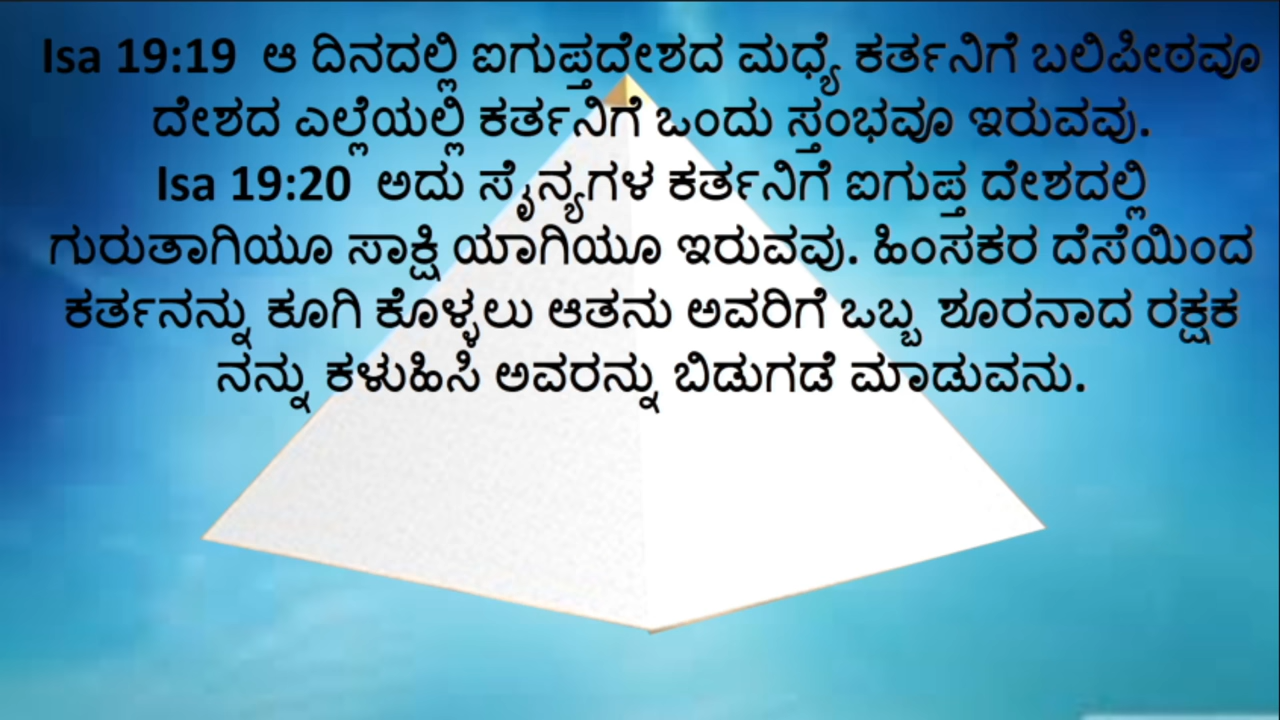 Isa 19:19 ಆ ದಿನದಲ್ಲಿ ಐಗುಪ್ತದೇಶದ ಮಧ್ಯೆ ಕರ್ತನಿಗೆ ಬಲಿಪೀಠವೂ
ದೇಶದ ಎಲ್ಲೆಯಲ್ಲಿ ಕರ್ತನಿಗೆ ಒಂದು ಸ್ತಂಭವೂ ಇರುವವು.
Isa 19:20 ಅದು ಸೈನ್ಯಗಳ ಕರ್ತನಿಗೆ ಐಗುಪ್ತ ದೇಶದಲ್ಲಿ
ಗುರುತಾಗಿಯೂ ಸಾಕ್ಷಿ ಯಾಗಿಯೂ ಇರುವವು. ಹಿಂಸಕರ ದೆಸೆಯಿಂದ
ಕರ್ತನನ್ನು ಕೂಗಿ ಕೊಳ್ಳಲು ಆತನು ಅವರಿಗೆ ಒಬ್ಬ ಶೂರನಾದ ರಕ್ಷಕ
ನನ್ನು ಕಳುಹಿಸಿ ಅವರನ್ನು ಬಿಡುಗಡೆ ಮಾಡುವನು.